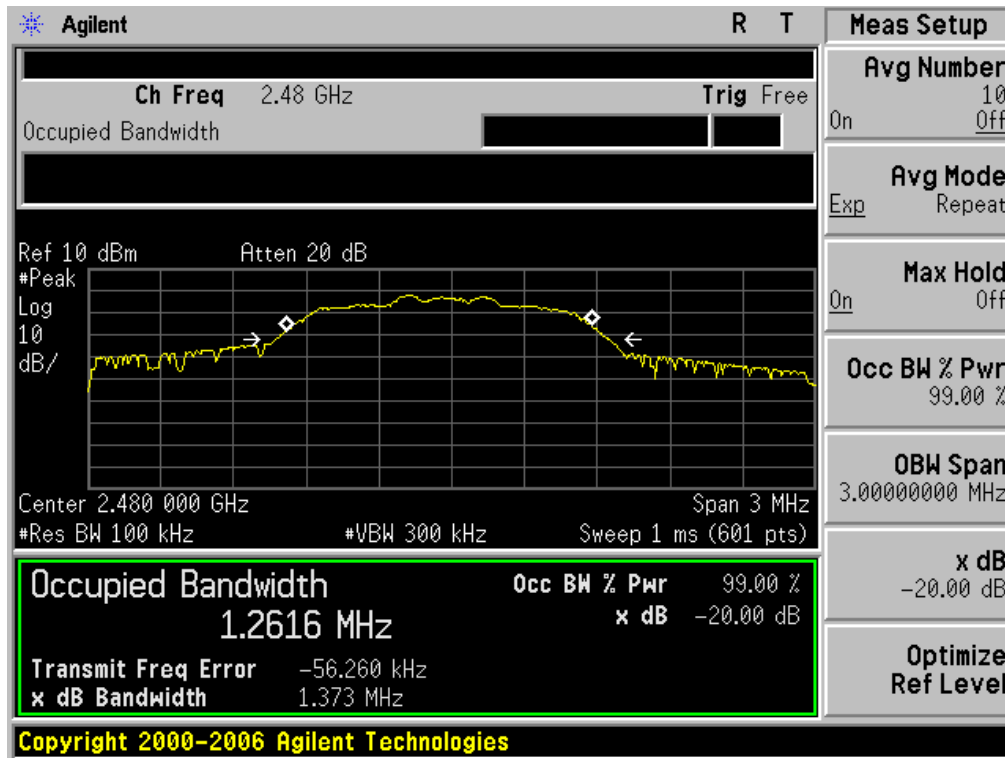 Agilent R T
Ch Freq 2.48 GHz Trig Free
Occupied Bandwidth
Ref 10 dBm Atten 20 dB
#Peak
Log
10
dB/
Center 2.480 000 GHz Span 3 MHz
#Res BW 100 kHz #VBW 300 kHz Sweep 1 ms (601 pts)
Occupied Bandwidth Occ BW % Pwr 99.00 %
1.2616 MHz x dB -20.00 dB
Transmit Freq Error -56.260 kHz
x dB Bandwidth 1.373 MHz
Copyright 2000-2006 Agilent Technologies
Meas Setup
Avg Number
10
On Off
Avg Mode
Exp Repeat
Max Hold
On Off
Occ BW % Pwr
99.00 %
OBW Span
3.00000000 MHz
x dB
-20.00 dB
Optimize
Ref Level